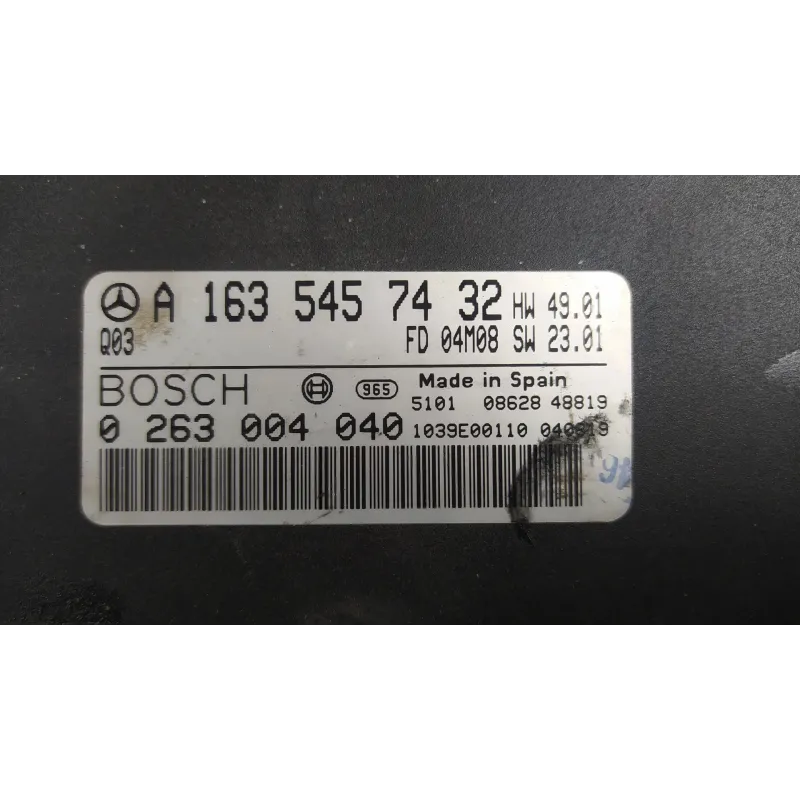 A 163 545 74 32 HW 49.01
Q03 FD 04M08 SW 23.01
BOSCH 965 Made in Spain
5101 08628 48819
0 263 004 040 1039E00110 040819